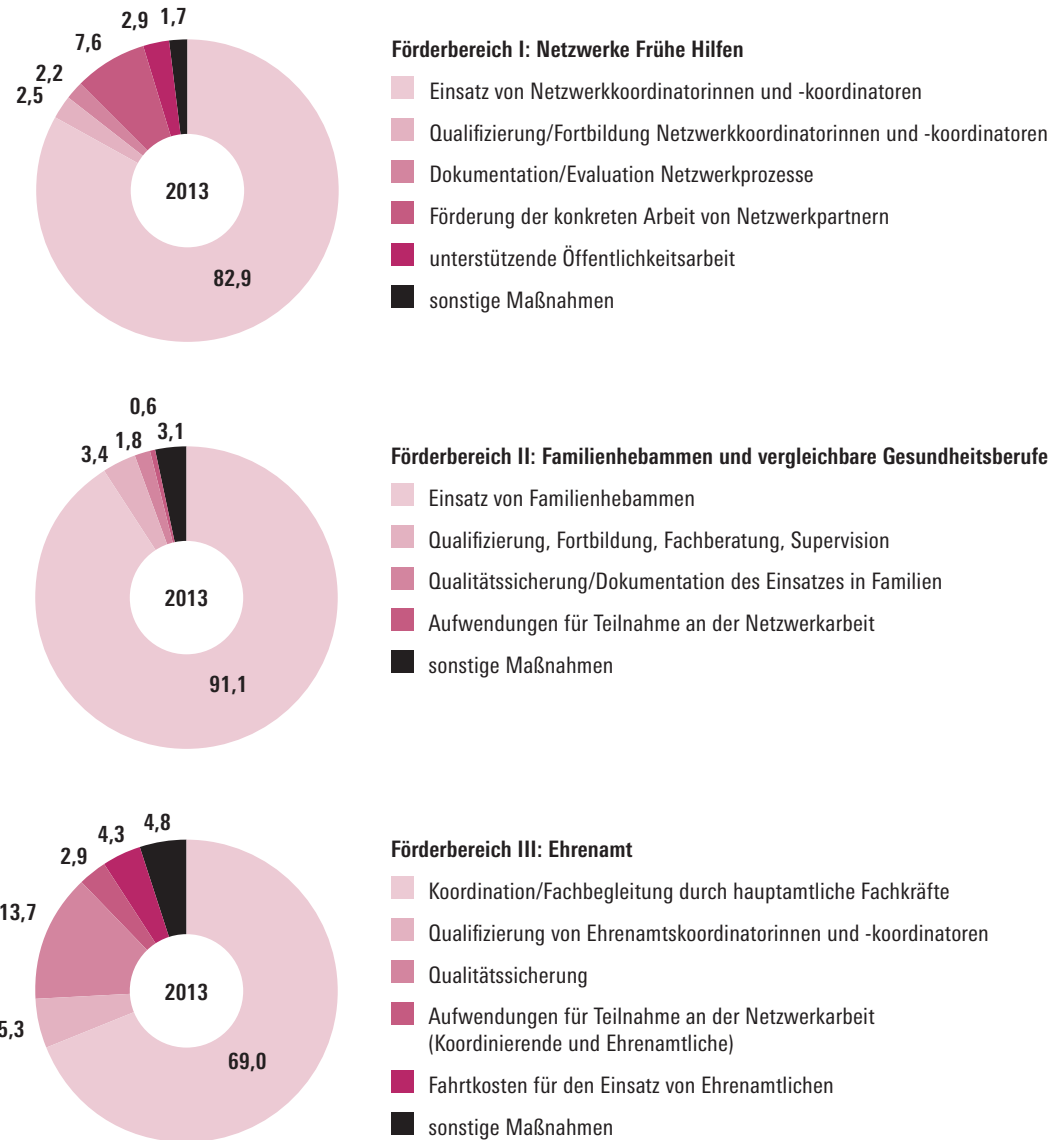 2,9 1,7
7,6
2,2
2,5
2013
82,9
Förderbereich I: Netzwerke Frühe Hilfen
Einsatz von Netzwerkkoordinatorinnen und -koordinatoren
Qualifizierung/Fortbildung Netzwerkkoordinatorinnen und -koordinatoren
Dokumentation/Evaluation Netzwerkprozesse
Förderung der konkreten Arbeit von Netzwerkpartnern
unterstützende Öffentlichkeitsarbeit
sonstige Maßnahmen
0,6
3,4 1,8 3,1
2013
91,1
Förderbereich II: Familienhebammen und vergleichbare Gesundheitsberufe
Einsatz von Familienhebammen
Qualifizierung, Fortbildung, Fachberatung, Supervision
Qualitätssicherung/Dokumentation des Einsatzes in Familien
Aufwendungen für Teilnahme an der Netzwerkarbeit
sonstige Maßnahmen
4,3 4,8
2,9
13,7
5,3
2013
69,0
Förderbereich III: Ehrenamt
Koordination/Fachbegleitung durch hauptamtliche Fachkräfte
Qualifizierung von Ehrenamtskoordinatorinnen und -koordinatoren
Qualitätssicherung
Aufwendungen für Teilnahme an der Netzwerkarbeit
(Koordinierende und Ehrenamtliche)
Fahrtkosten für den Einsatz von Ehrenamtlichen
sonstige Maßnahmen